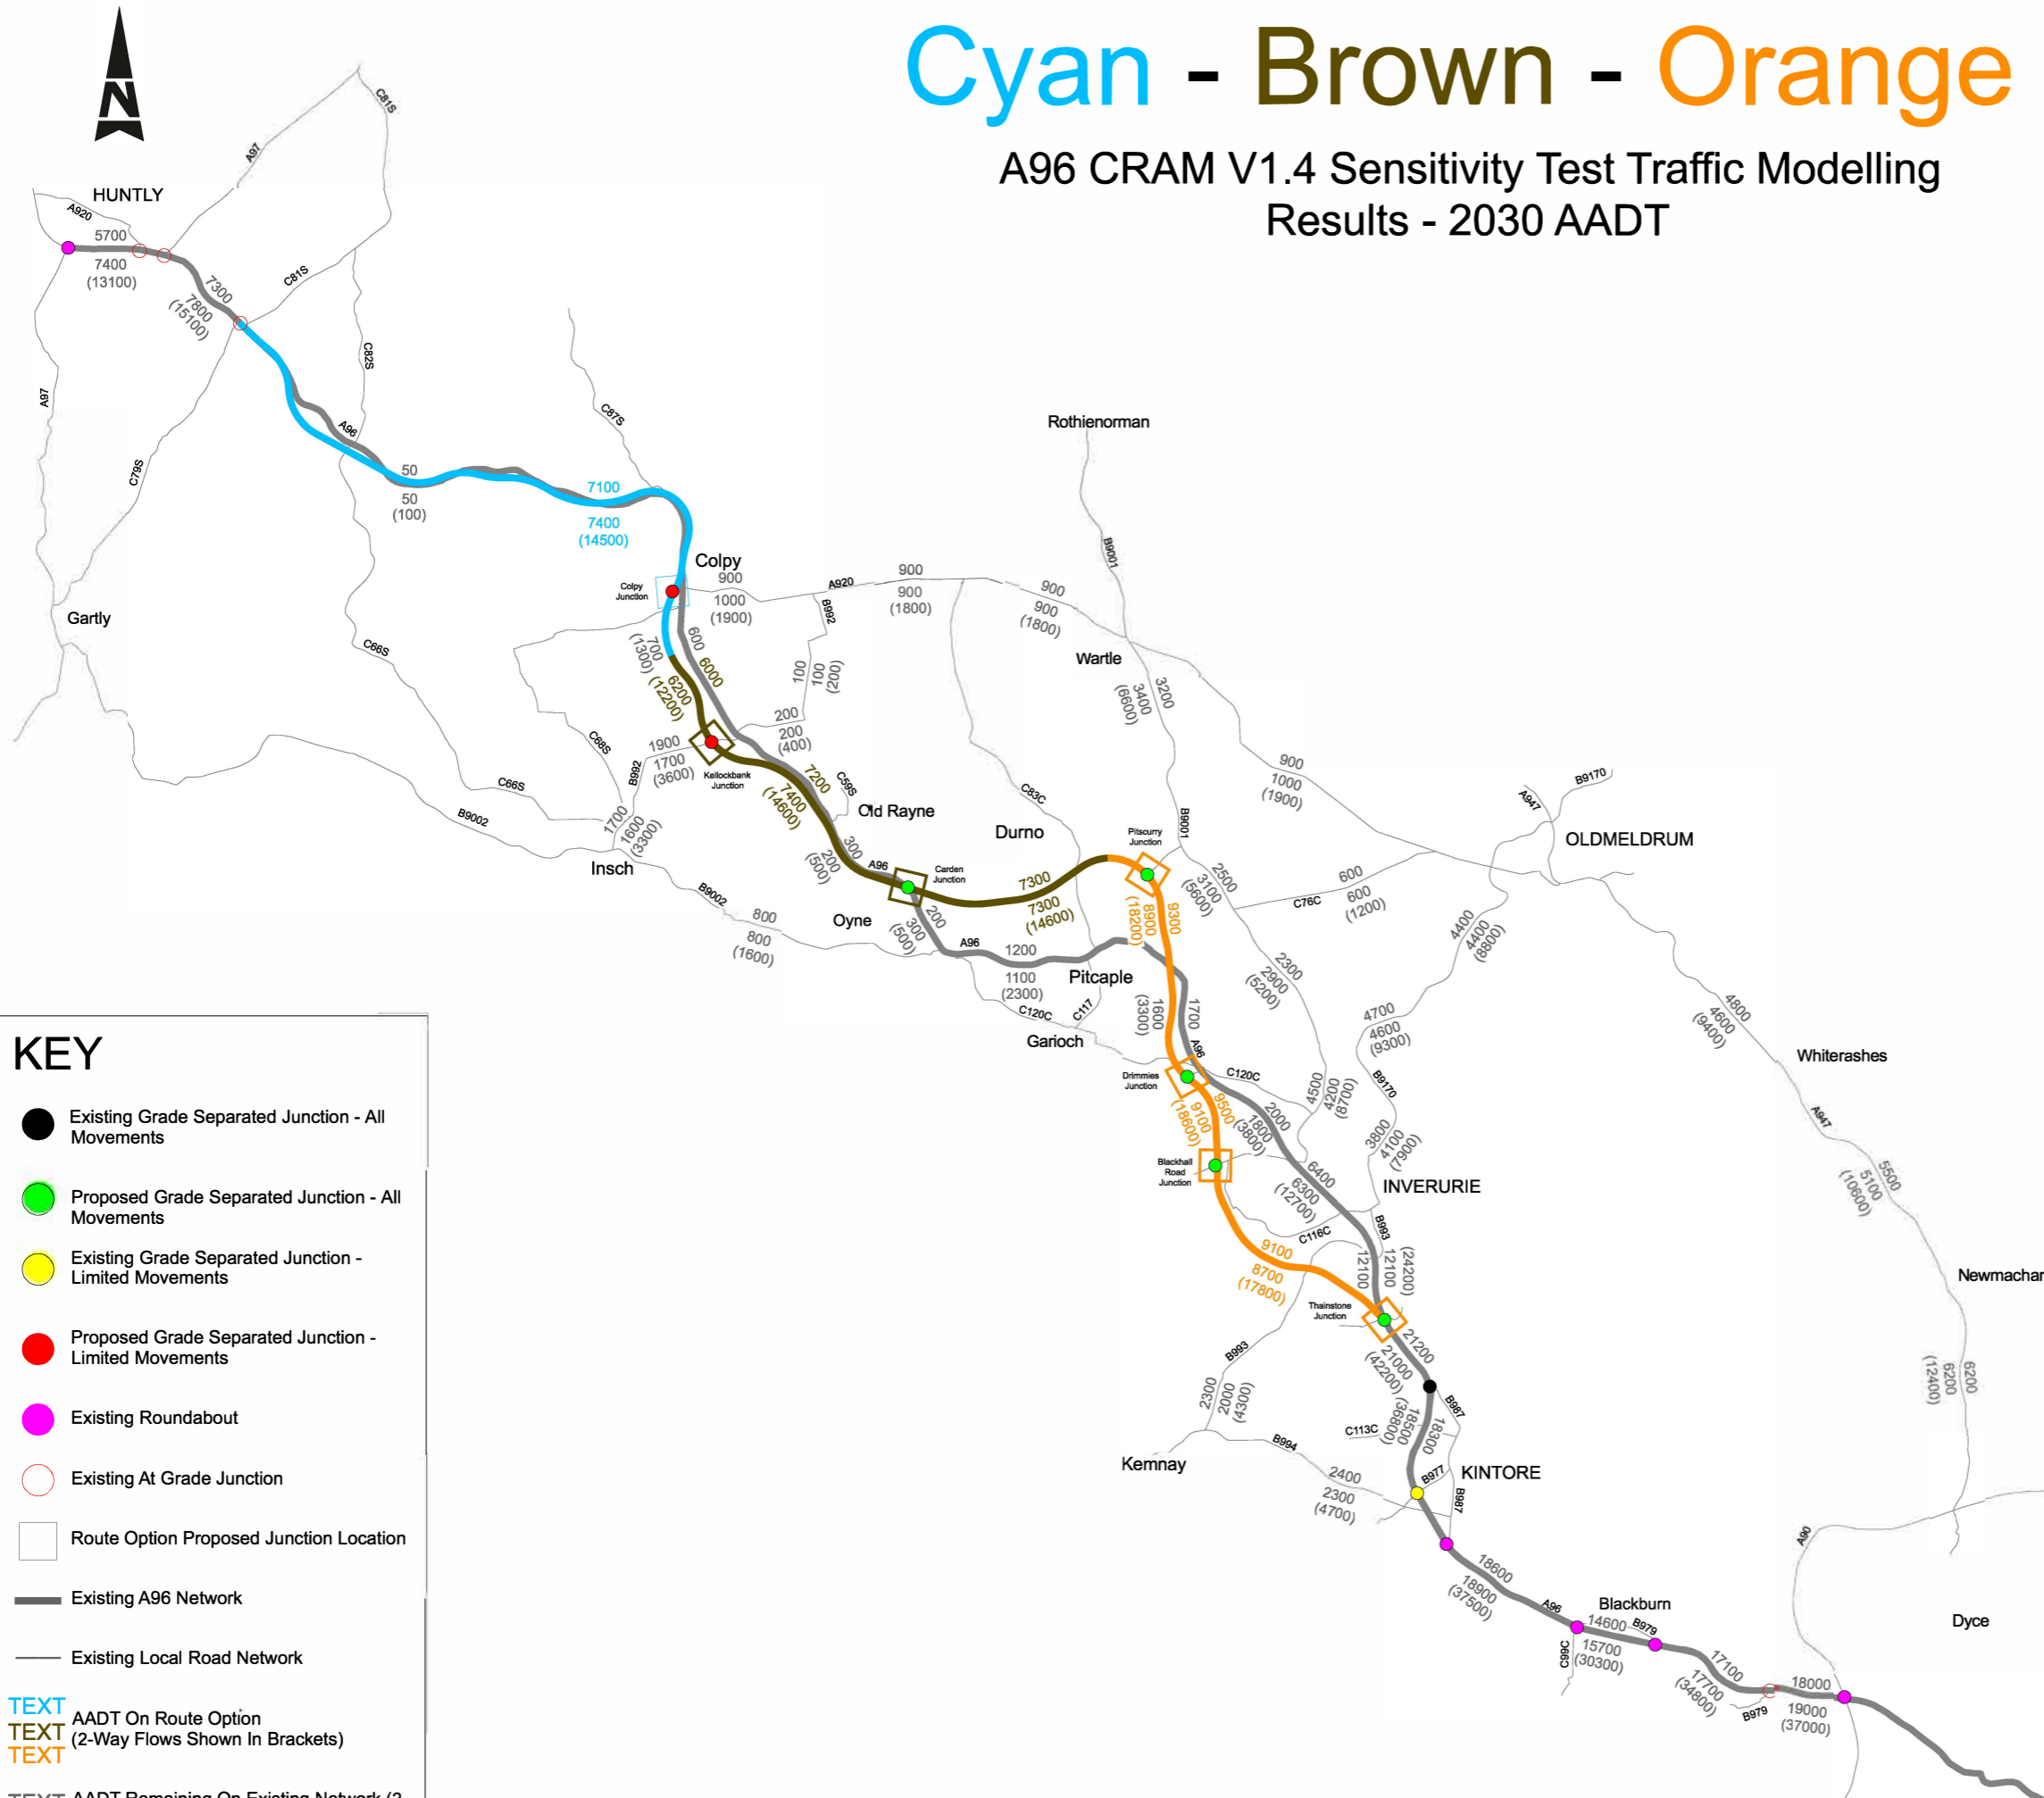 Cyan - Brown - Orange
A96 CRAM V1.4 Sensitivity Test Traffic Modelling
Results - 2030 AADT
N
C81S
A97
HUNTLY
A920
5700
7400
(13100)
7300
7800
(15100)
C81S
C82S
A97
C79S
A96
50
50
(100)
C87S
7100
7400
(14500)
Rothienorman
B9001
Colpy
Colpy
Junction
900
1000
(1900)
A920
900
900
(1800)
900
900
(1800)
B992
Gartly
C66S
600
700
(1300)
6000
6200
(12200)
100
100
(200)
Wartle
3200
3400
(6600)
200
200
(400)
1900
1700
(3600)
Kellockbank
Junction
C68S
B992
C66S
B9002
1700
1600
(3300)
Insch
7200
7400
(14600)
C59S
Old Rayne
300
200
(500)
A96
Carden
Junction
Durno
C83C
Pitscurry
Junction
B9001
900
1000
(1900)
A947
B9170
OLDMELDRUM
2500
3100
(5600)
600
600
(1200)
C76C
7300
7300
(14600)
9300
8900
(18200)
B9002
800
800
(1600)
Oyne
200
300
(500)
A96
1200
1100
(2300)
Pitcaple
C120C
C117
Garioch
4400
4400
(8800)
2300
2900
(5200)
1700
1600
(3300)
A96
4700
4600
(9300)
4800
4600
(9400)
Whiterashes
B9170
A947
Drimmies
Junction
C120C
4500
4200
(8700)
9500
9100
(18600)
2000
1800
(3800)
3800
4100
(7900)
Blackhall
Road
Junction
6400
6300
(12700)
INVERURIE
5500
5100
(10600)
C116C
B993
9100
8700
(17800)
12100
12100
(24200)
Newmachar
Thainstone
Junction
21200
21000
(42200)
B993
2300
2000
(4300)
6200
6200
(12400)
18300
18500
(36800)
B987
C113C
Kemnay
B994
2400
2300
(4700)
B977
KINTORE
B987
18600
18900
(37500)
A96
Blackburn
14600
B979
15700
(30300)
C99C
A90
Dyce
17100
17700
(34800)
B979
18000
19000
(37000)
KEY
Existing Grade Separated Junction - All
Movements
Proposed Grade Separated Junction - All
Movements
Existing Grade Separated Junction -
Limited Movements
Proposed Grade Separated Junction -
Limited Movements
Existing Roundabout
Existing At Grade Junction
Route Option Proposed Junction Location
Existing A96 Network
Existing Local Road Network
TEXT
TEXT
TEXT
AADT On Route Option
(2-Way Flows Shown In Brackets)
TEXT AADT Remaining On Existing Network (2